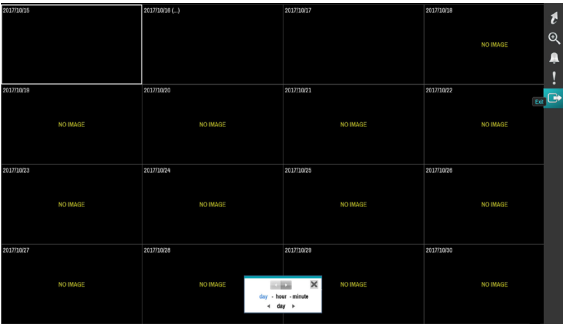 2017/10/15 2017/10/16 (...) 2017/10/17 2017/10/18
NO IMAGE
2017/10/19 2017/10/20 2017/10/21 2017/10/22
Exit
NO IMAGE NO IMAGE NO IMAGE NO IMAGE
2017/10/23 2017/10/24 2017/10/25 2017/10/26
NO IMAGE NO IMAGE NO IMAGE NO IMAGE
2017/10/27 2017/10/28 2017/10/29 2017/10/30
NO IMAGE NO IMAGE NO IMAGE NO IMAGE
day - hour - minute
day